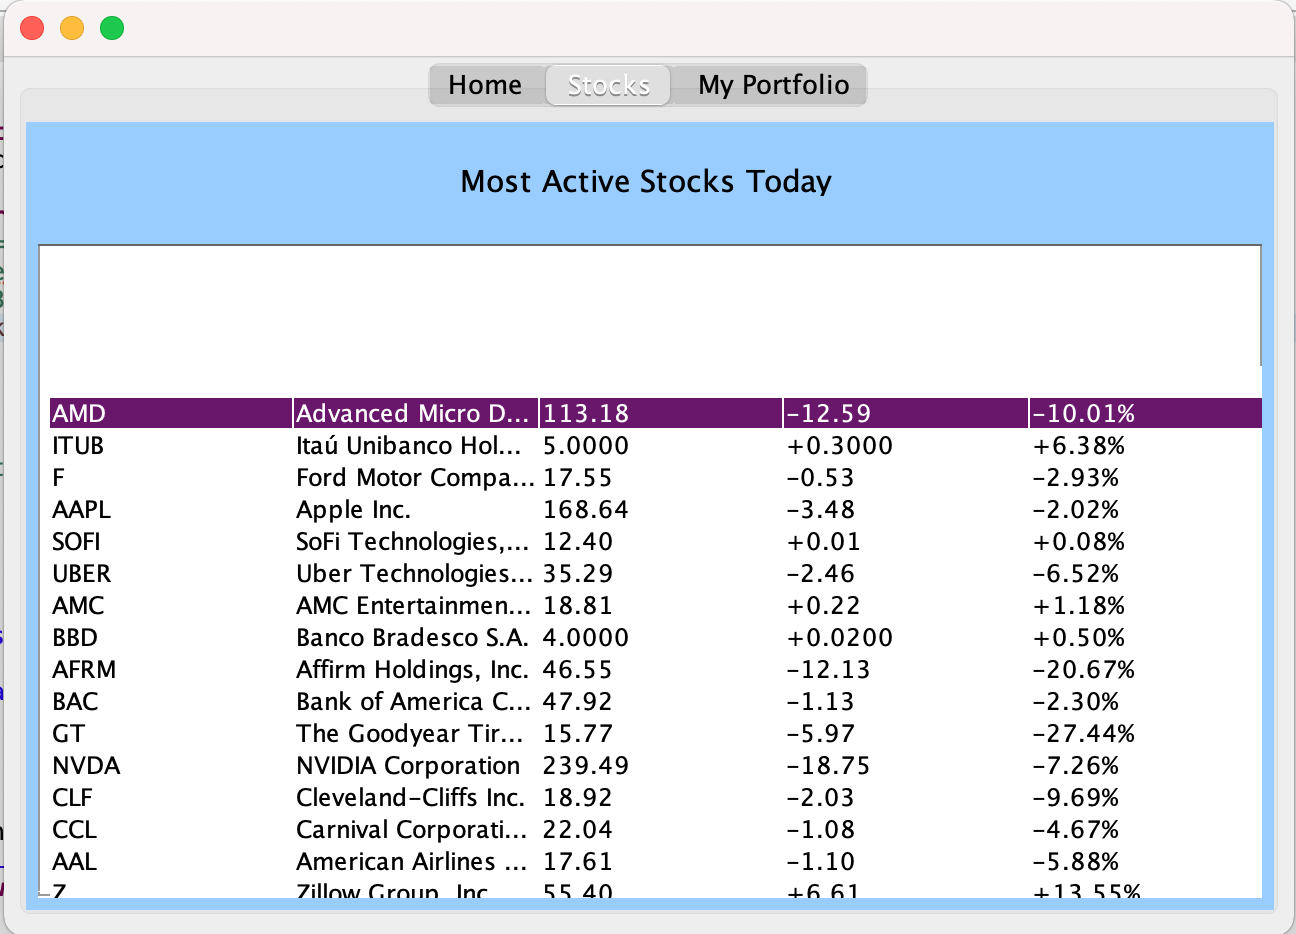 Home Stocks My Portfolio
Most Active Stocks Today
AMD Advanced Micro D... 113.18 -12.59 -10.01%
ITUB Itaú Unibanco Hol... 5.0000 +0.3000 +6.38%
F Ford Motor Compa... 17.55 -0.53 -2.93%
AAPL Apple Inc. 168.64 -3.48 -2.02%
SOFI SoFi Technologies,... 12.40 +0.01 +0.08%
UBER Uber Technologies... 35.29 -2.46 -6.52%
AMC AMC Entertainmen... 18.81 +0.22 +1.18%
BBD Banco Bradesco S.A. 4.0000 +0.0200 +0.50%
AFRM Affirm Holdings, Inc. 46.55 -12.13 -20.67%
BAC Bank of America C... 47.92 -1.13 -2.30%
GT The Goodyear Tir... 15.77 -5.97 -27.44%
NVDA NVIDIA Corporation 239.49 -18.75 -7.26%
CLF Cleveland-Cliffs Inc. 18.92 -2.03 -9.69%
CCL Carnival Corporati... 22.04 -1.08 -4.67%
AAL American Airlines ... 17.61 -1.10 -5.88%
Z Zillow Group, Inc. 55.40 +6.61 +13.55%